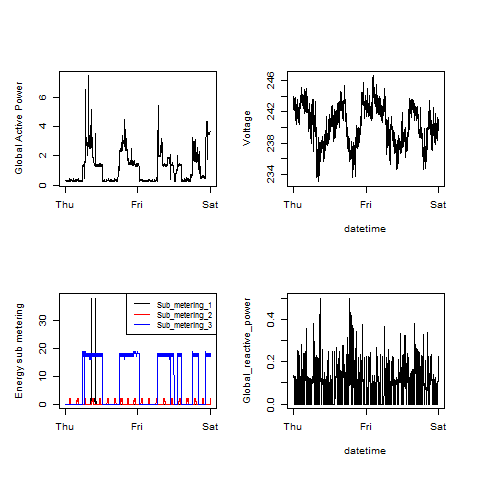 Global Active Power
6
4
2
0
Thu
Fri
Sat
Voltage
246
242
238
234
Thu
Fri
Sat
datetime
Energy sub metering
30
20
10
0
Sub_metering_1
Sub_metering_2
Sub_metering_3
Thu
Fri
Sat
Global_reactive_power
0.4
0.2
0.0
Thu
Fri
Sat
datetime